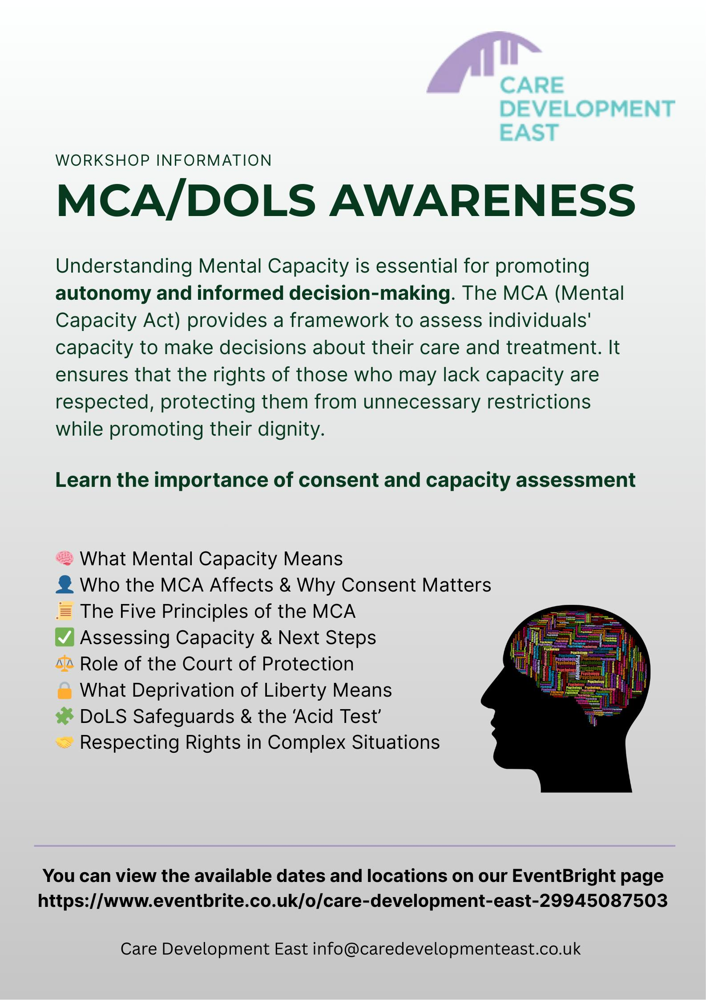 CARE
DEVELOPMENT
EAST
WORKSHOP INFORMATION
MCA/DOLS AWARENESS
Understanding Mental Capacity is essential for promoting
autonomy and informed decision-making. The MCA (Mental
Capacity Act) provides a framework to assess individuals'
capacity to make decisions about their care and treatment. It
ensures that the rights of those who may lack capacity are
respected, protecting them from unnecessary restrictions
while promoting their dignity.
Learn the importance of consent and capacity assessment
🧠 What Mental Capacity Means
👤 Who the MCA Affects & Why Consent Matters
📜 The Five Principles of the MCA
✅ Assessing Capacity & Next Steps
⚖️ Role of the Court of Protection
🔒 What Deprivation of Liberty Means
🧩 DoLS Safeguards & the ‘Acid Test’
🤝 Respecting Rights in Complex Situations
Psychology
You can view the available dates and locations on our EventBright page
https://www.eventbrite.co.uk/o/care-development-east-29945087503
Care Development East info@caredevelopmenteast.co.uk